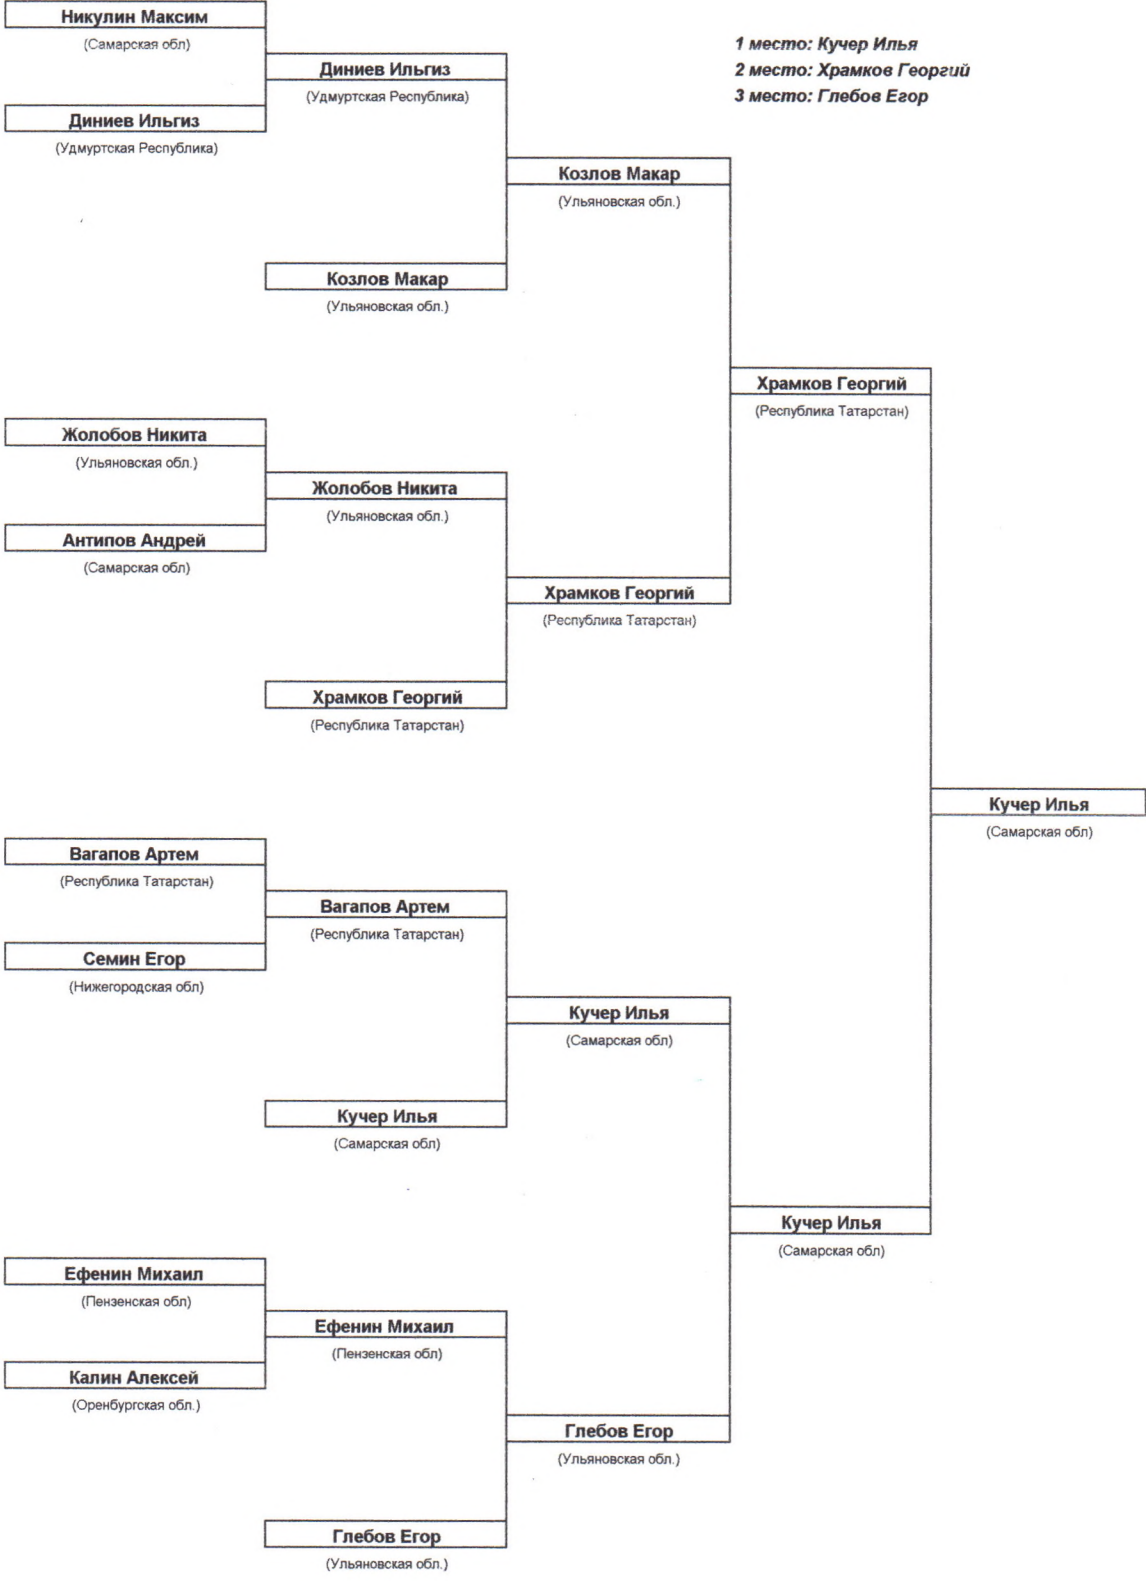 Никулин Максим
(Самарская обл)
1 место: Кучер Илья
2 место: Храмков Георгий
3 место: Глебов Егор
Диниев Ильгиз
(Удмуртская Республика)
Диниев Ильгиз
(Удмуртская Республика)
Козлов Макар
(Ульяновская обл.)
Козлов Макар
(Ульяновская обл.)
Храмков Георгий
(Республика Татарстан)
Жолобов Никита
(Ульяновская обл.)
Жолобов Никита
(Ульяновская обл.)
Антипов Андрей
(Самарская обл)
Храмков Георгий
(Республика Татарстан)
Храмков Георгий
(Республика Татарстан)
Кучер Илья
(Самарская обл)
Вагапов Артем
(Республика Татарстан)
Вагапов Артем
(Республика Татарстан)
Семин Егор
(Нижегородская обл)
Кучер Илья
(Самарская обл)
Кучер Илья
(Самарская обл)
Кучер Илья
(Самарская обл)
Ефенин Михаил
(Пензенская обл)
Ефенин Михаил
(Пензенская обл)
Калин Алексей
(Оренбургская обл.)
Глебов Егор
(Ульяновская обл.)
Глебов Егор
(Ульяновская обл.)